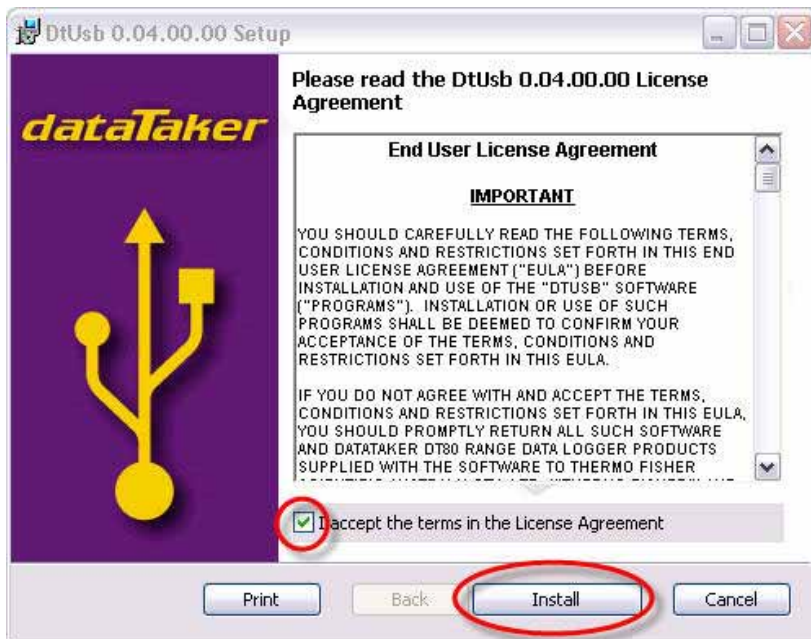 DtUsb 0.04.00.00 Setup
dataTaker
Please read the DtUsb 0.04.00.00 License
Agreement
End User License Agreement
IMPORTANT
YOU SHOULD CAREFULLY READ THE FOLLOWING TERMS,
CONDITIONS AND RESTRICTIONS SET FORTH IN THIS END
USER LICENSE AGREEMENT ("EULA") BEFORE
INSTALLATION AND USE OF THE "DTUSB" SOFTWARE
("PROGRAMS"). INSTALLATION OR USE OF SUCH
PROGRAMS SHALL BE DEEMED TO CONFIRM YOUR
ACCEPTANCE OF THE TERMS, CONDITIONS AND
RESTRICTIONS SET FORTH IN THIS EULA.
IF YOU DO NOT AGREE WITH AND ACCEPT THE TERMS,
CONDITIONS AND RESTRICTIONS SET FORTH IN THIS EULA,
YOU SHOULD PROMPTLY RETURN ALL SUCH SOFTWARE
AND DATATAKER DT80 RANGE DATA LOGGER PRODUCTS
SUPPLIED WITH THE SOFTWARE TO THERMO FISHER
I accept the terms in the License Agreement
Print
Back
Install
Cancel